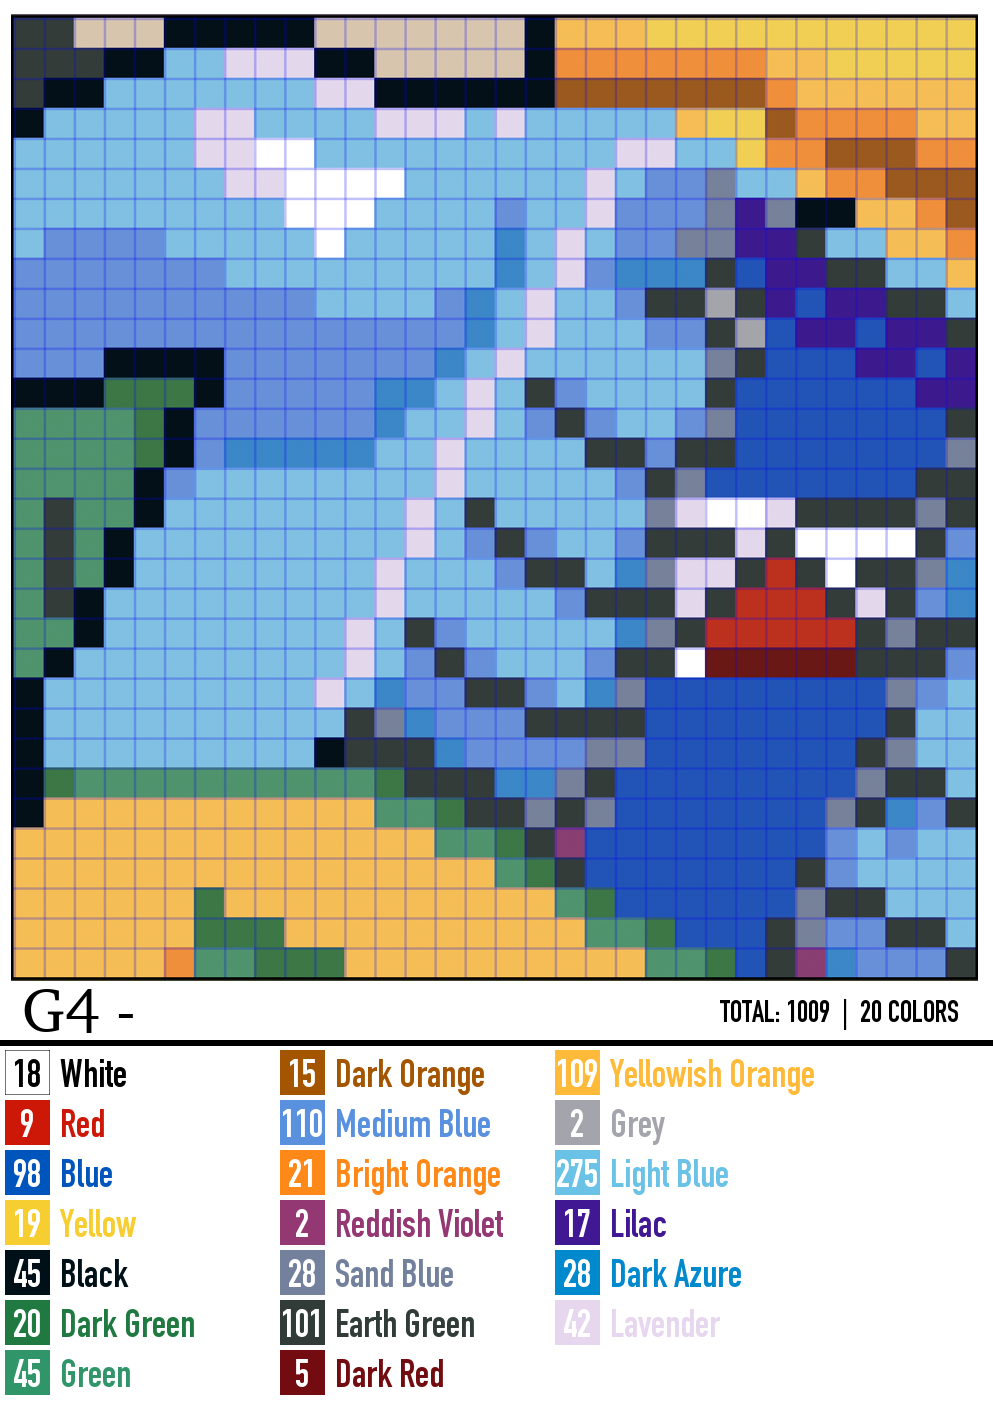 G4 -
TOTAL: 1009 | 20 COLORS
18 White
9 Red
98 Blue
19 Yellow
45 Black
20 Dark Green
45 Green
15 Dark Orange
110 Medium Blue
21 Bright Orange
2 Reddish Violet
28 Sand Blue
101 Earth Green
5 Dark Red
109 Yellowish Orange
2 Grey
275 Light Blue
17 Lilac
28 Dark Azure
42 Lavender